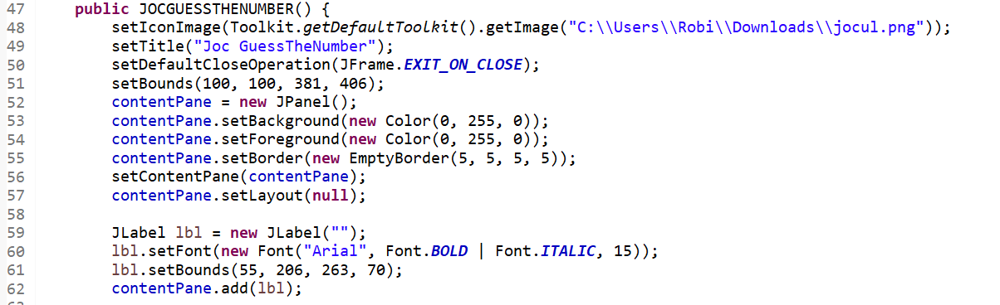 47 public JOCGUESSTHENUMBER() {
48 setIconImage(Toolkit.getDefaultToolkit().getImage("C:\\Users\\Robi\\Downloads\\jocul.png"));
49 setTitle("Joc GuessTheNumber");
50 setDefaultCloseOperation(JFrame.EXIT_ON_CLOSE);
51 setBounds(100, 100, 381, 406);
52 contentPane = new JPanel();
53 contentPane.setBackground(new Color(0, 255, 0));
54 contentPane.setForeground(new Color(0, 255, 0));
55 contentPane.setBorder(new EmptyBorder(5, 5, 5, 5));
56 setContentPane(contentPane);
57 contentPane.setLayout(null);
58
59 JLabel lbl = new JLabel("");
60 lbl.setFont(new Font("Arial", Font.BOLD | Font.ITALIC, 15));
61 lbl.setBounds(55, 206, 263, 70);
62 contentPane.add(lbl);